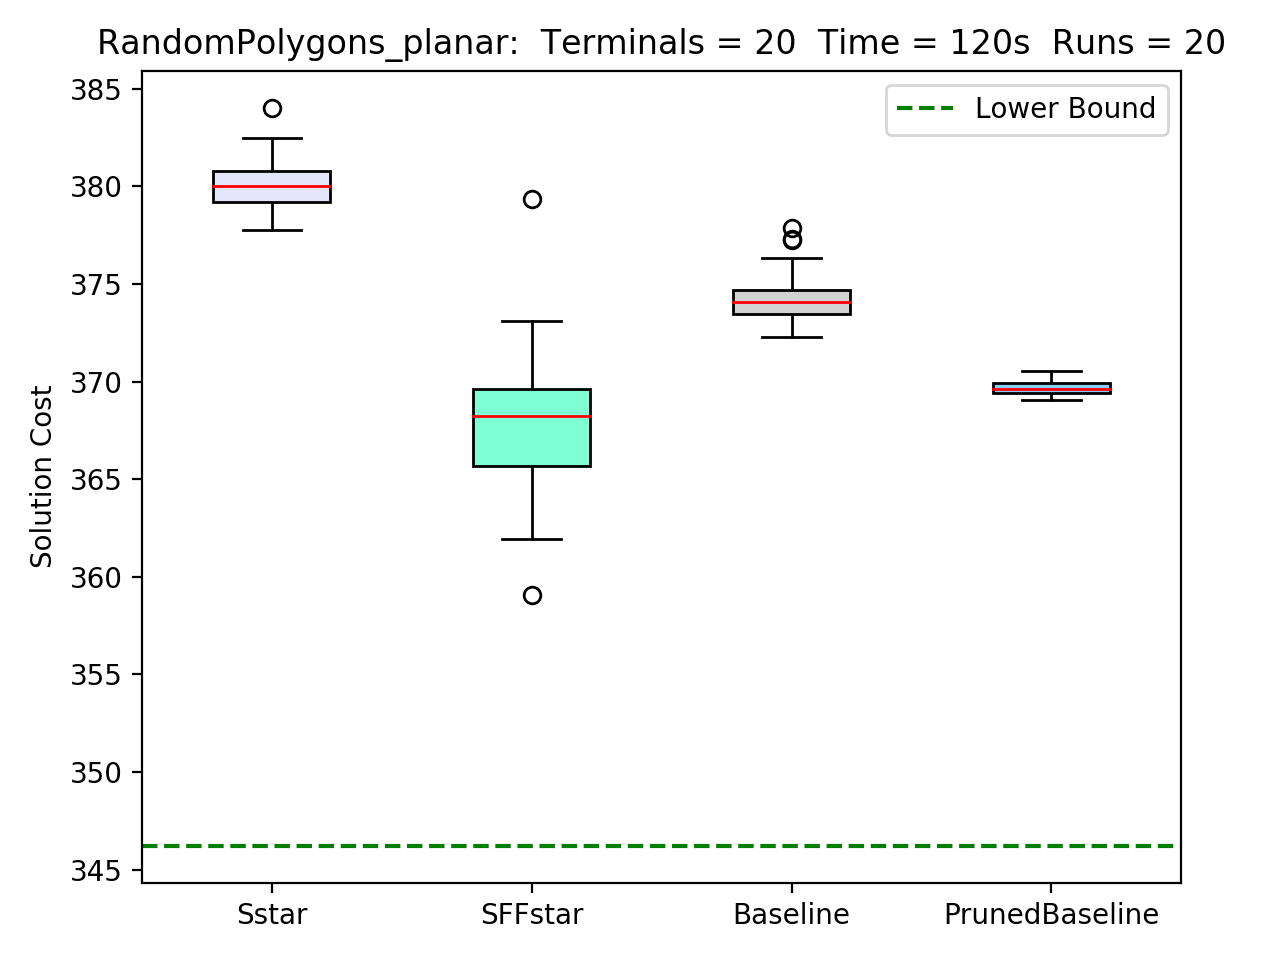 RandomPolygons_planar:  Terminals = 20  Time = 120s  Runs = 20
Lower Bound
Solution Cost
385
380
375
370
365
360
355
350
345
Sstar
SFFstar
Baseline
PrunedBaseline